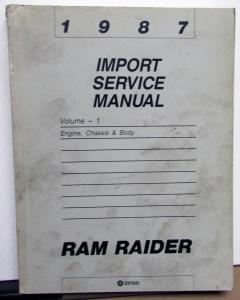 1 9 8 7
IMPORT
SERVICE
MANUAL
Volume - 1
Engine, Chassis & Body
RAM RAIDER